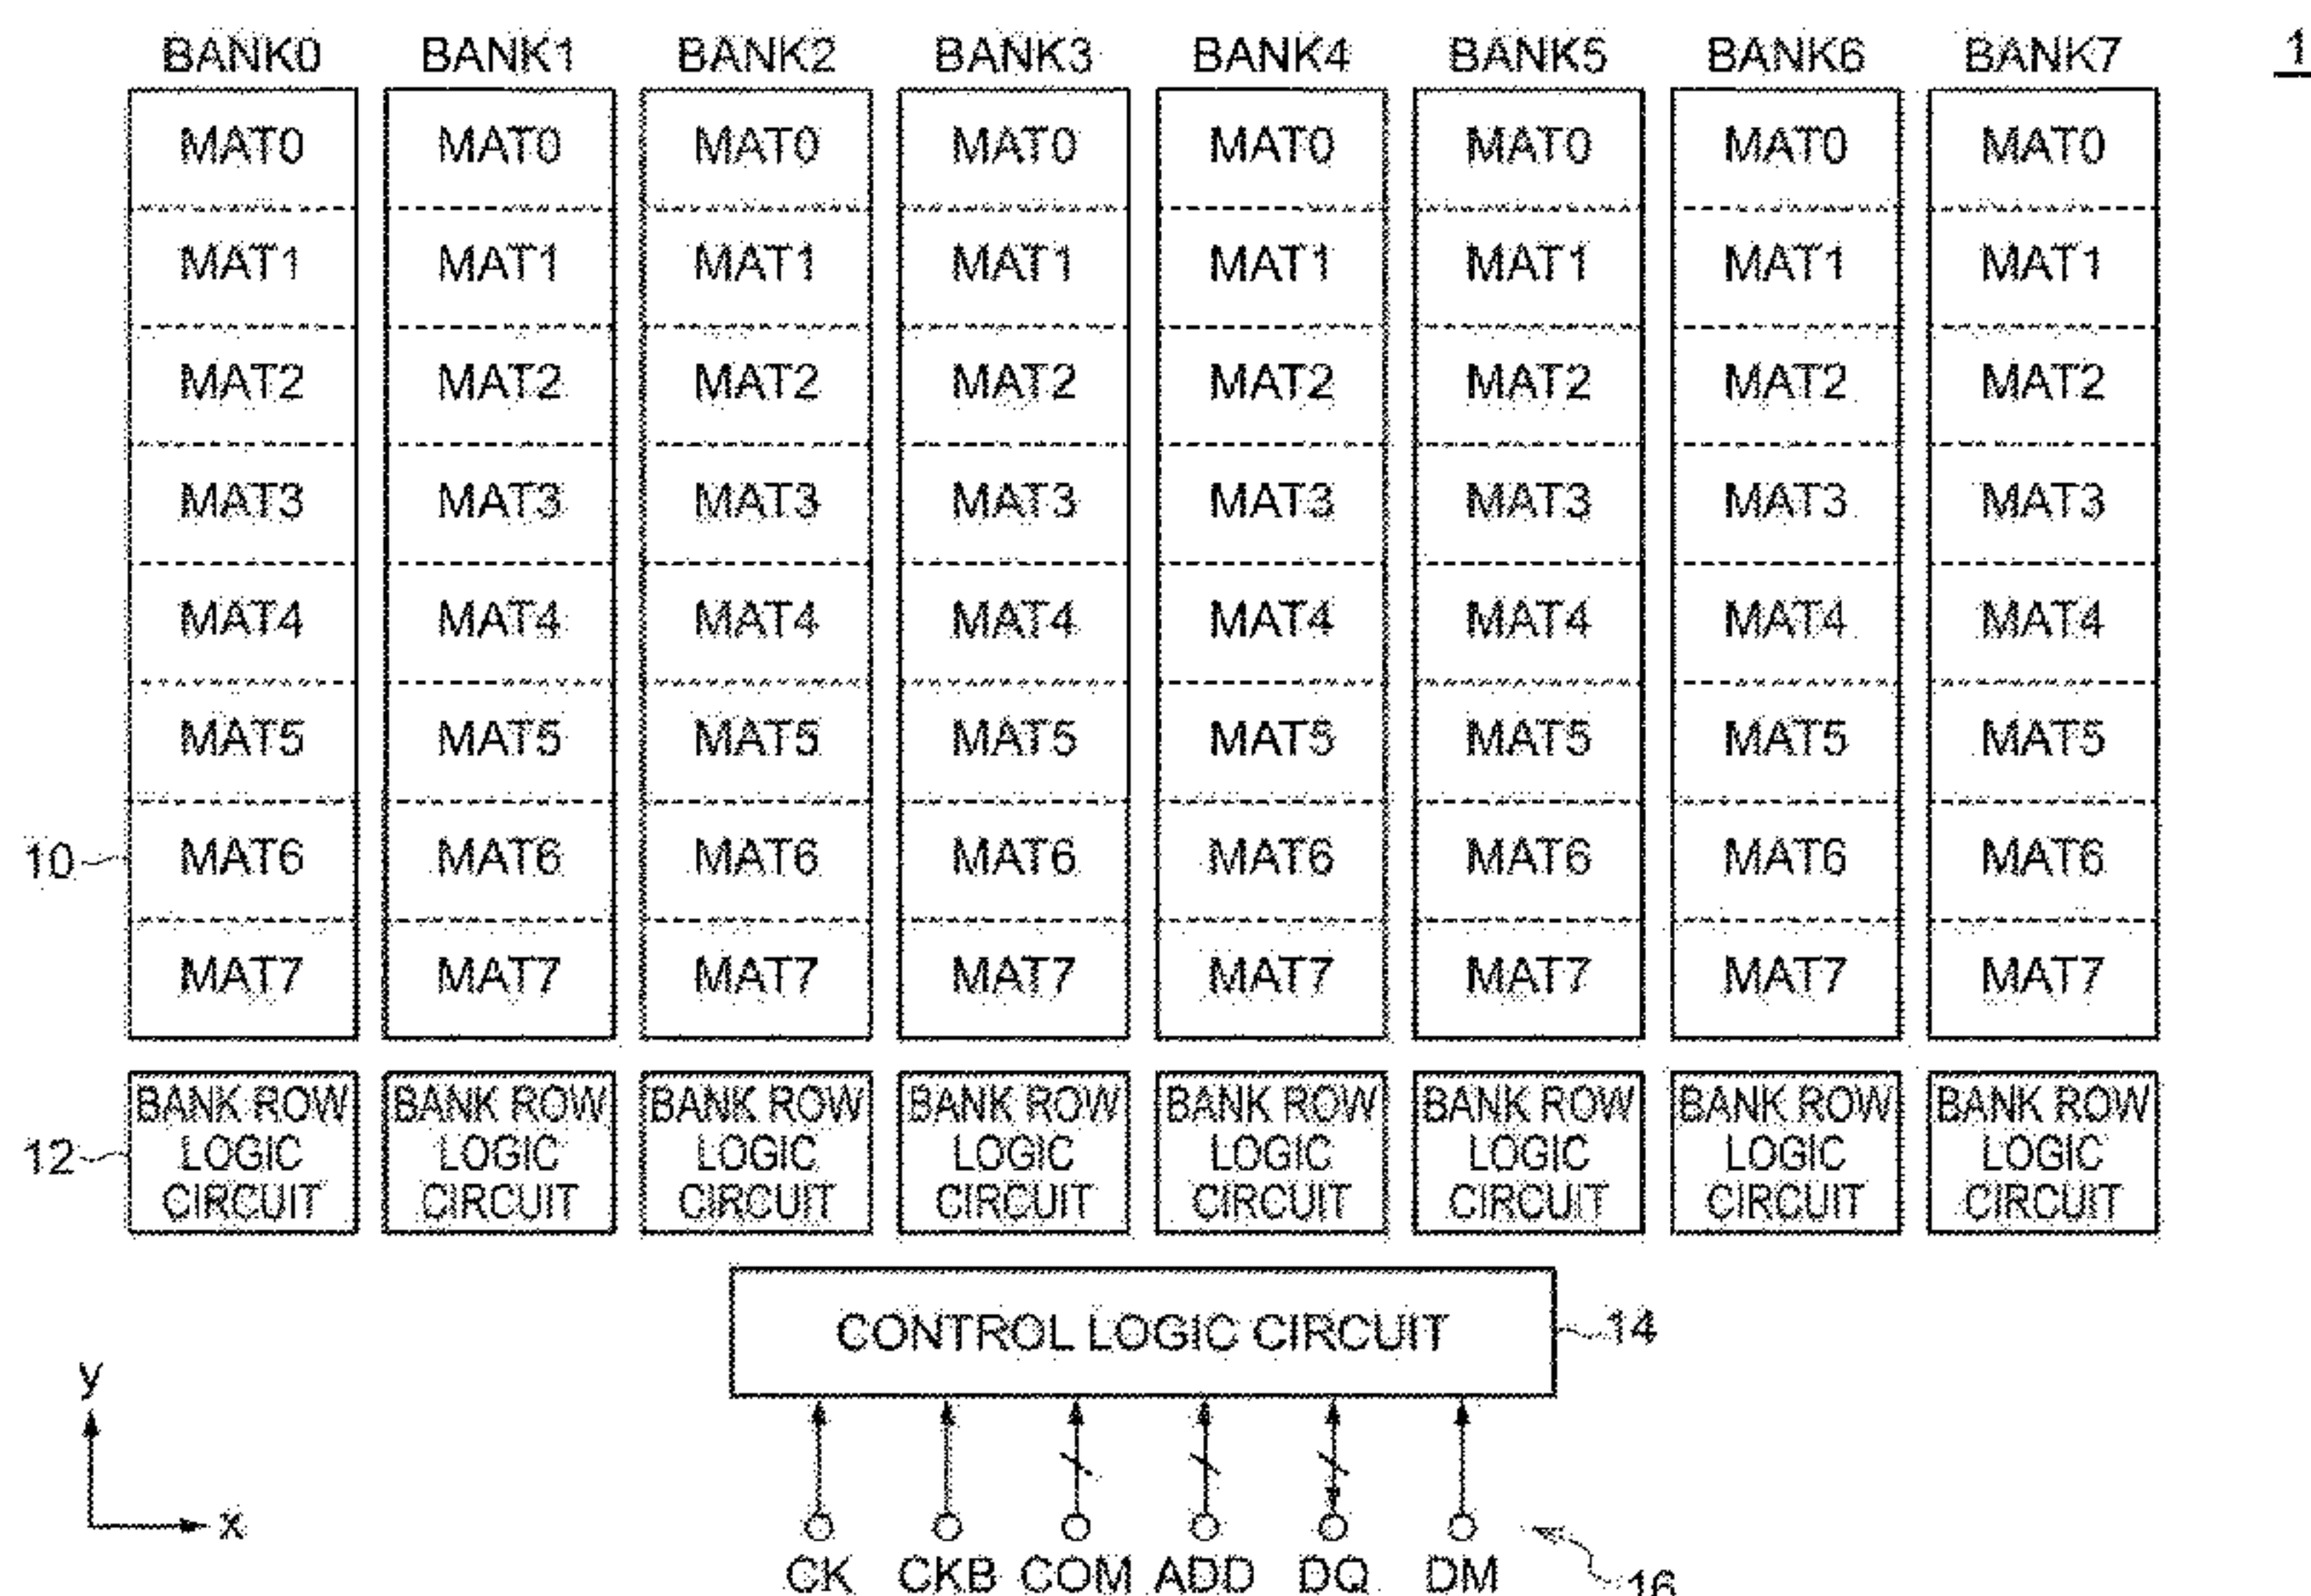 BANK0 BANK1 BANK2 BANK3 BANK4 BANK5 BANK6 BANK7 1
MAT0 MAT0 MAT0 MAT0 MAT0 MAT0 MAT0 MAT0
MAT1 MAT1 MAT1 MAT1 MAT1 MAT1 MAT1 MAT1
MAT2 MAT2 MAT2 MAT2 MAT2 MAT2 MAT2 MAT2
MAT3 MAT3 MAT3 MAT3 MAT3 MAT3 MAT3 MAT3
MAT4 MAT4 MAT4 MAT4 MAT4 MAT4 MAT4 MAT4
MAT5 MAT5 MAT5 MAT5 MAT5 MAT5 MAT5 MAT5
10 MAT6 MAT6 MAT6 MAT6 MAT6 MAT6 MAT6 MAT6
MAT7 MAT7 MAT7 MAT7 MAT7 MAT7 MAT7 MAT7
BANK ROW BANK ROW BANK ROW BANK ROW BANK ROW BANK ROW BANK ROW BANK ROW
12 LOGIC LOGIC LOGIC LOGIC LOGIC LOGIC LOGIC LOGIC
CIRCUIT CIRCUIT CIRCUIT CIRCUIT CIRCUIT CIRCUIT CIRCUIT CIRCUIT
CONTROL LOGIC CIRCUIT 14
y
x
CK CKB COM ADD DQ DM 16